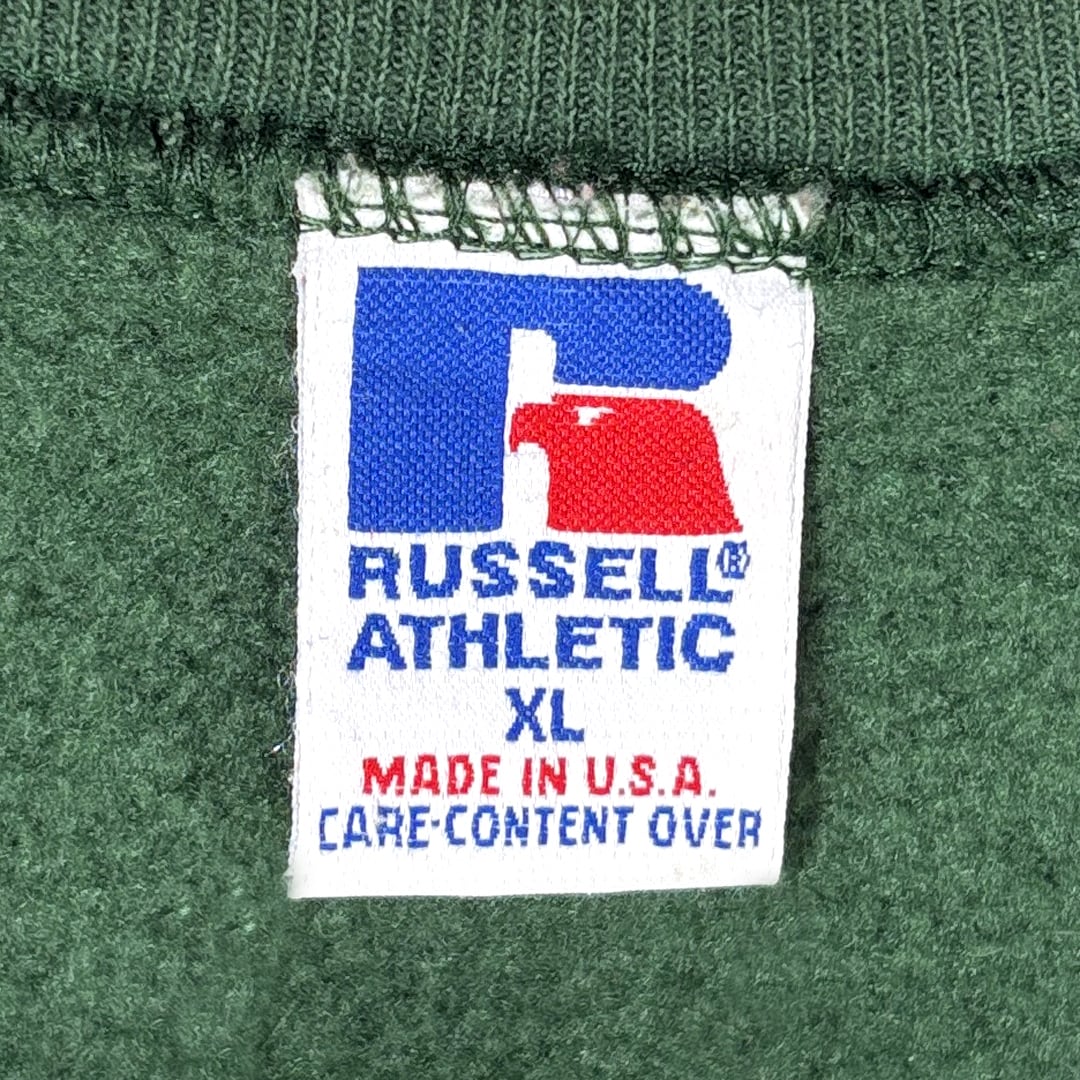 RUSSELL®
ATHLETIC
XL
MADE IN U.S.A.
CARE-CONTENT OVER